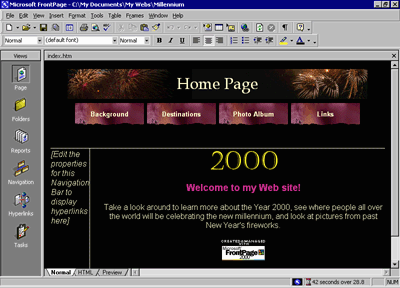 Microsoft FrontPage - C:\My Documents\My Webs\Millennium
File Edit View Insert Format Tools Table Frames Window Help
Normal (default font) Normal B I U A
Views index.htm
Page
Folders
Reports
Navigation
Hyperlinks
Tasks
Home Page
Background Destinations Photo Album Links
[Edit the
properties
for this
Navigation
Bar to
display
hyperlinks
here]
2000
Welcome to my Web site!
Take a look around to learn more about the Year 2000, see where people all over
the world will be celebrating the new millennium, and look at pictures from past
New Year's fireworks.
CREATED & MANAGED
Microsoft
FrontPage
2000
Normal HTML Preview
42 seconds over 28.8 NUM